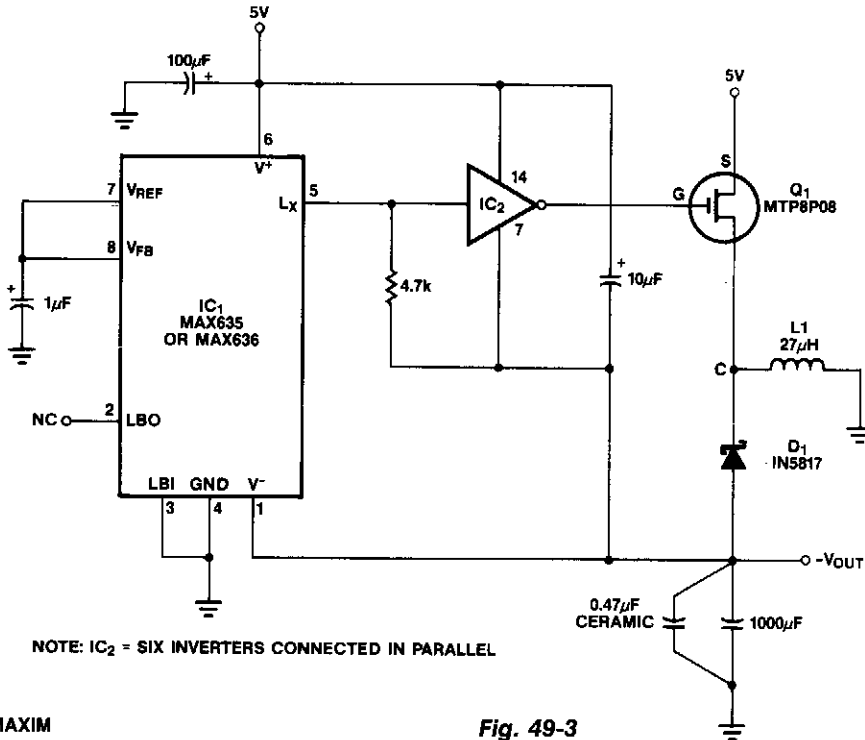 5V
100µF
+
5V
6
V+
7
VREF
LX
5
14
IC2
7
S
G
Q1
MTP8P08
8
VFB
+
1µF
4.7k
+
10µF
IC1
MAX635
OR MAX636
L1
27µH
C
NC
2
LBO
D1
IN5817
LBI
GND
V-
3
4
1
-VOUT
0.47µF
CERAMIC
1000µF
NOTE: IC2 = SIX INVERTERS CONNECTED IN PARALLEL
MAXIM
Fig. 49-3